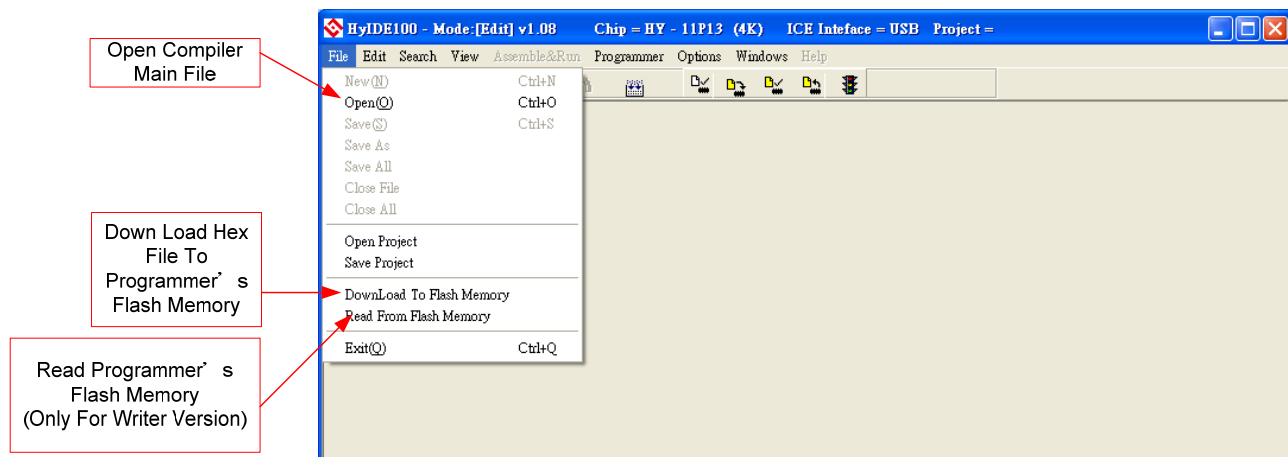 HyIDE100 - Mode:[Edit] v1.08 Chip = HY - 11P13 (4K) ICE Inteface = USB Project =
File Edit Search View Assemble&Run Programmer Options Windows Help
Open Compiler
Main File
New(N) Ctrl+N
Open(O) Ctrl+O
Save(S) Ctrl+S
Save As
Save All
Close File
Close All
Open Project
Save Project
Down Load Hex
File To
Programmer’s
Flash Memory
DownLoad To Flash Memory
Read From Flash Memory
Exit(Q) Ctrl+Q
Read Programmer’s
Flash Memory
(Only For Writer Version)